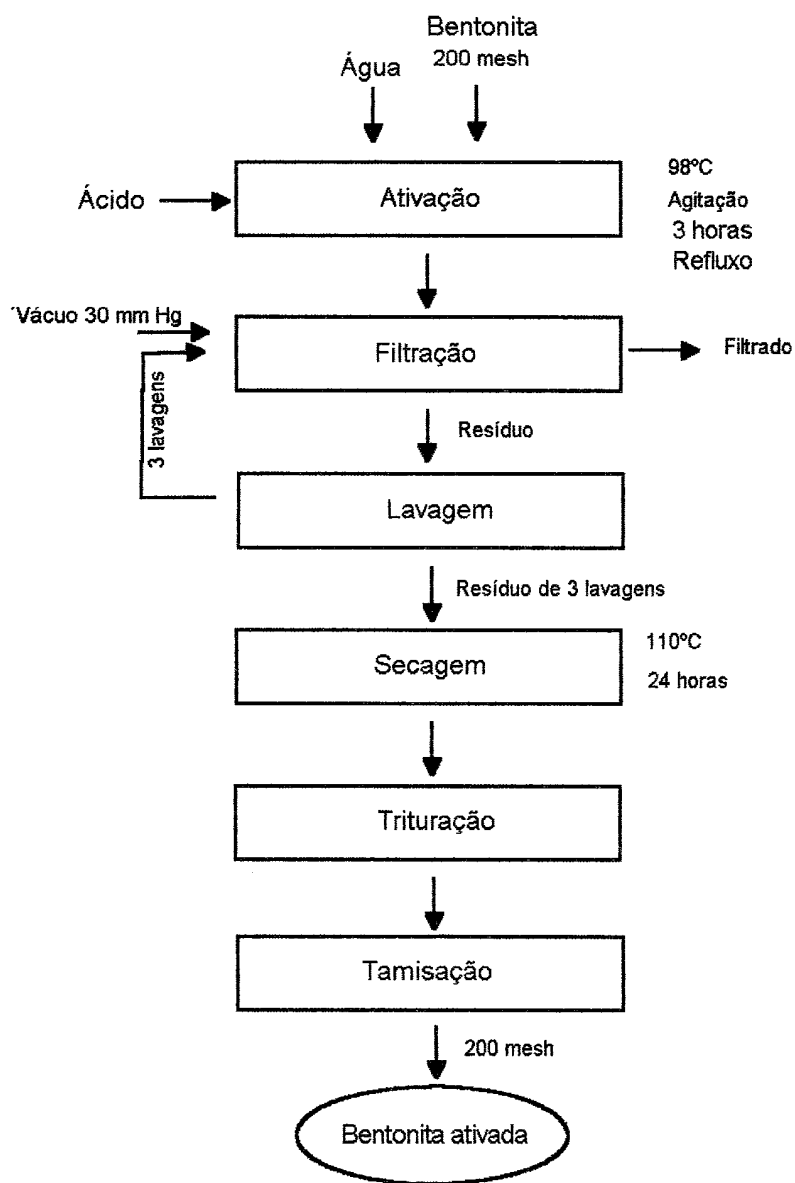 Bentonita
200 mesh
Água
Ácido
Ativação
98ºC
Agitação
3 horas
Refluxo
´Vácuo 30 mm Hg
Filtração
Filtrado
3 lavagens
Resíduo
Lavagem
Resíduo de 3 lavagens
Secagem
110ºC
24 horas
Trituração
Tamisação
200 mesh
Bentonita ativada